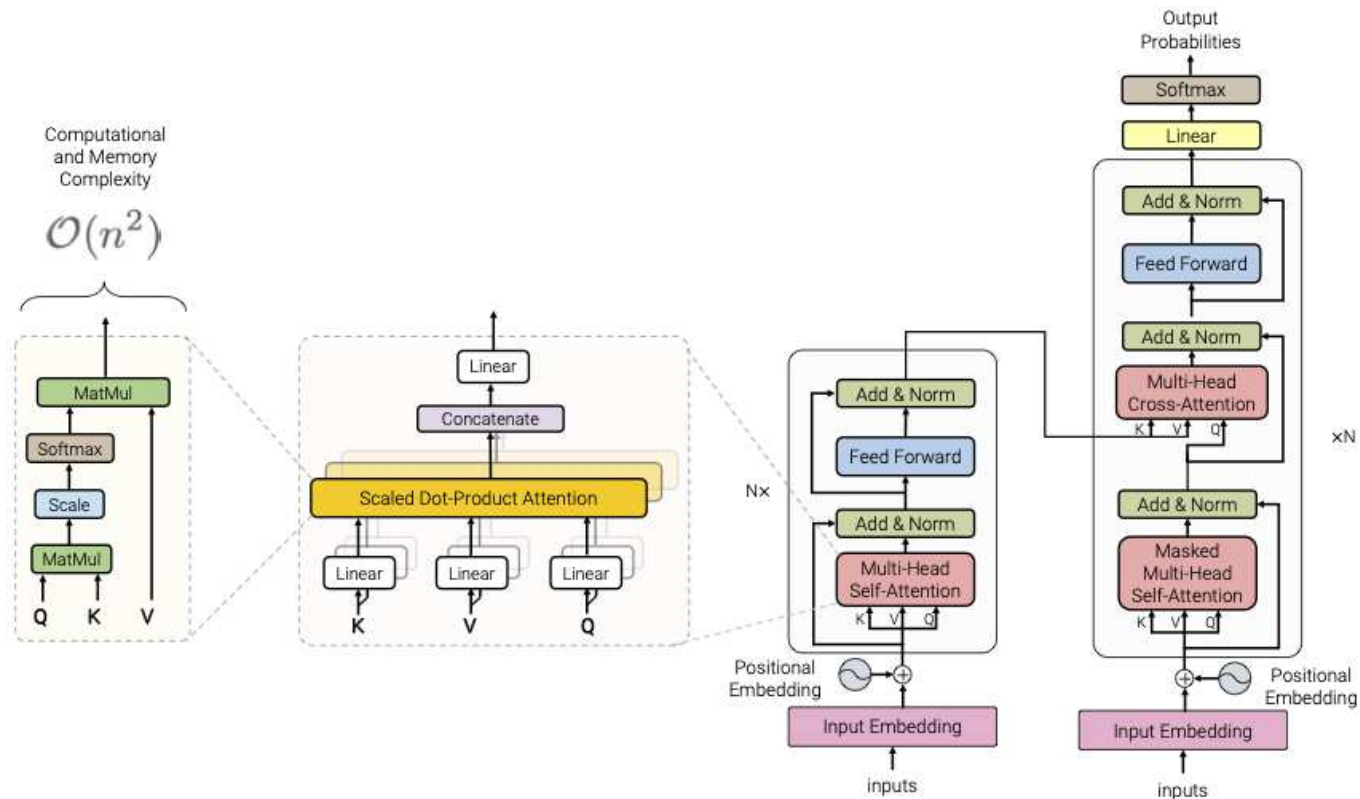 Computational
and Memory
Complexity
𝒪(n²)
MatMul
Softmax
Scale
MatMul
Q K V
Linear
Concatenate
Scaled Dot-Product Attention
Linear Linear Linear
K V Q
N×
Add & Norm
Feed Forward
Add & Norm
Multi-Head
Self-Attention
K V Q
Positional
Embedding
Input Embedding
inputs
Output
Probabilities
Softmax
Linear
Add & Norm
Feed Forward
Add & Norm
Multi-Head
Cross-Attention
K V Q
×N
Add & Norm
Masked
Multi-Head
Self-Attention
K V Q
Positional
Embedding
Input Embedding
inputs